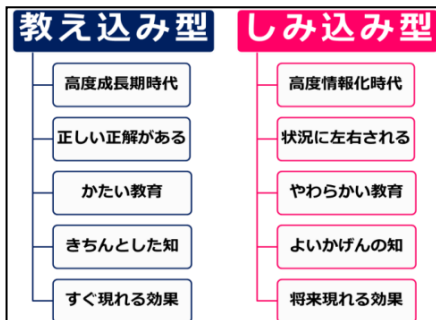 教え込み型
高度成長期時代
正しい正解がある
かたい教育
きちんとした知
すぐ現れる効果
しみ込み型
高度情報化時代
状況に左右される
やわらかい教育
よいかげんの知
将来現れる効果